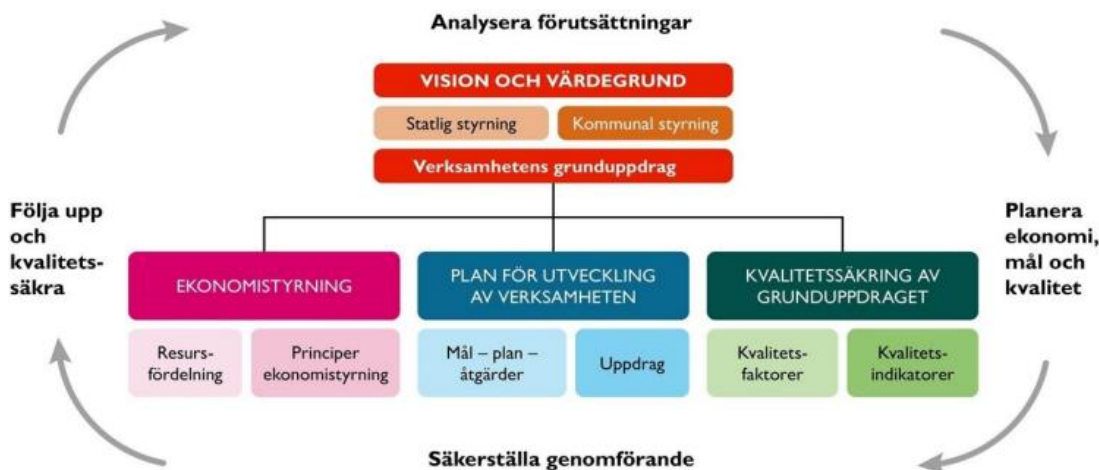 Analysera förutsättningar
VISION OCH VÄRDEGRUND
Statlig styrning
Kommunal styrning
Verksamhetens grunduppdrag
Följa upp
och
kvalitets-
säkra
Planera
ekonomi,
mål och
kvalitet
EKONOMISTYRNING
PLAN FÖR UTVECKLING
AV VERKSAMHETEN
KVALITETSSÄKRING AV
GRUNDUPPDRAGET
Resurs-
fördelning
Principer
ekonomistyrning
Mål – plan –
åtgärder
Uppdrag
Kvalitets-
faktorer
Kvalitets-
indikatorer
Säkerställa genomförande